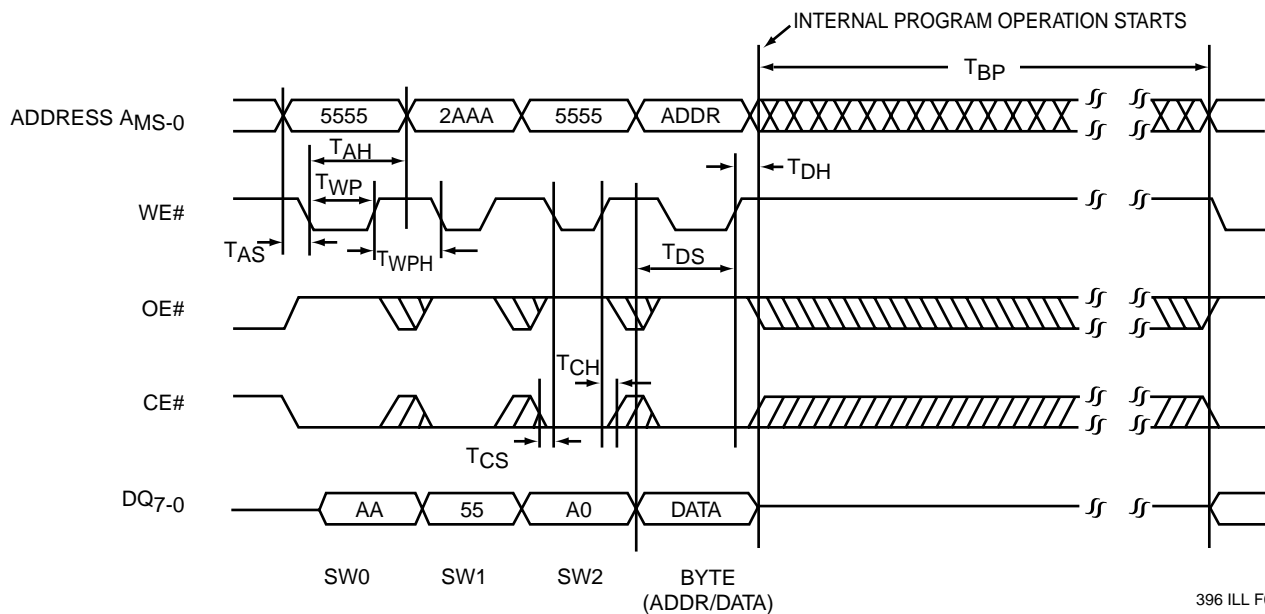 INTERNAL PROGRAM OPERATION STARTS
TBP
ADDRESS AMS-0
5555 2AAA 5555 ADDR
TAH
TDH
TWP
WE#
TAS
TWPH
TDS
OE#
TCH
CE#
TCS
DQ7-0
AA 55 A0 DATA
SW0 SW1 SW2 BYTE
(ADDR/DATA)
396 ILL